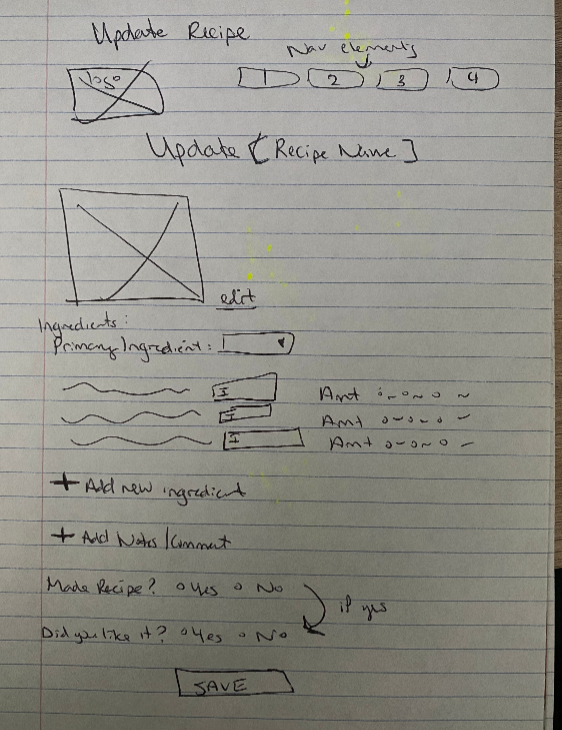 Update Recipe
Nav elements
logo 1 2 3 4
Update [Recipe Name]
edit
Ingredients:
Primary Ingredient:
I Amt
I Amt
I Amt
+ Add new ingredient
+ Add Notes/Comment
Made Recipe? o Yes o No
if yes
Did you like it? o Yes o No
SAVE